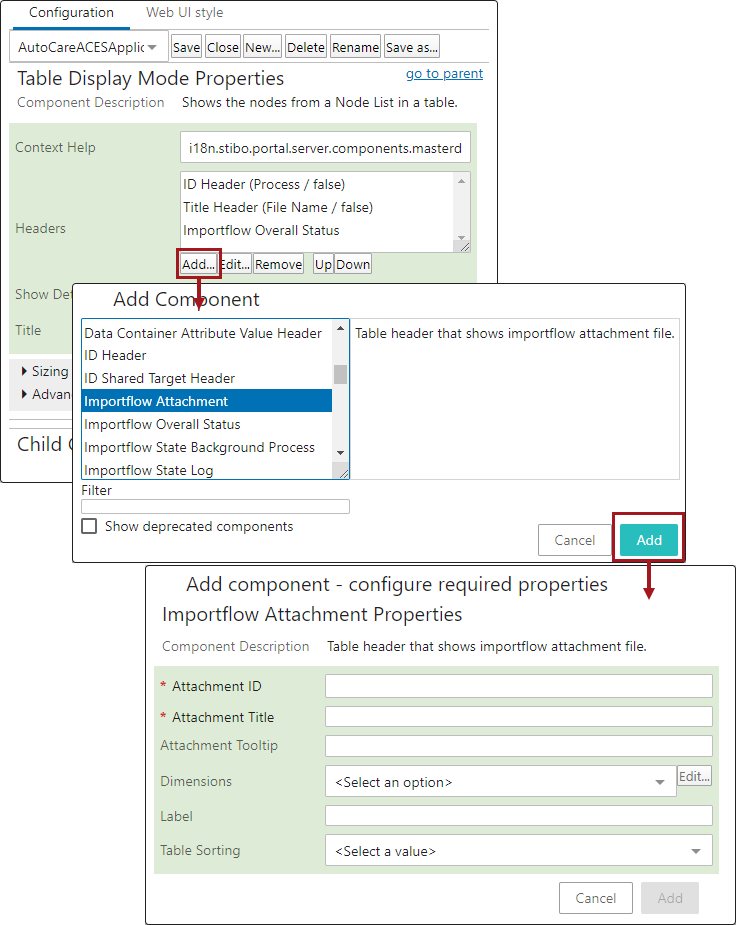 Configuration Web UI style
AutoCareACESApplic Save Close New... Delete Rename Save as...
Table Display Mode Properties go to parent
Component Description Shows the nodes from a Node List in a table.
Context Help i18n.stibo.portal.server.components.masterd
ID Header (Process / false)
Title Header (File Name / false)
Headers Importflow Overall Status
Add... Edit... Remove Up Down
Show Det
Title
Sizing
Advan
Child C
Add Component
Data Container Attribute Value Header Table header that shows importflow attachment file.
ID Header
ID Shared Target Header
Importflow Attachment
Importflow Overall Status
Importflow State Background Process
Importflow State Log
Filter
Show deprecated components
Cancel Add
Add component - configure required properties
Importflow Attachment Properties
Component Description Table header that shows importflow attachment file.
* Attachment ID
* Attachment Title
Attachment Tooltip
Dimensions <Select an option> Edit...
Label
Table Sorting <Select a value>
Cancel Add